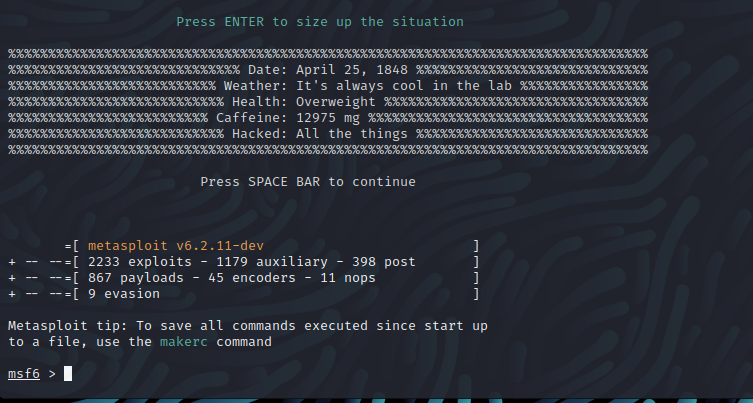 Press ENTER to size up the situation
%%%%%%%%%%%%%%%%%%%%%%%%%%%%%%%%%%%%%%%%%%%%%%%%%%%%%%%%%%%%%%%%%%%%%%%%%%%%%%%%%%
%%%%%%%%%%%%%%%%%%%%%%%%%%%%% Date: April 25, 1848 %%%%%%%%%%%%%%%%%%%%%%%%%%%%%
%%%%%%%%%%%%%%%%%%%%%%%%%% Weather: It's always cool in the lab %%%%%%%%%%%%%%%%
%%%%%%%%%%%%%%%%%%%%%%%%%%% Health: Overweight %%%%%%%%%%%%%%%%%%%%%%%%%%%%%%%%%
%%%%%%%%%%%%%%%%%%%%%%%%% Caffeine: 12975 mg %%%%%%%%%%%%%%%%%%%%%%%%%%%%%%%%%%%
%%%%%%%%%%%%%%%%%%%%%%%%%%% Hacked: All the things %%%%%%%%%%%%%%%%%%%%%%%%%%%%%
%%%%%%%%%%%%%%%%%%%%%%%%%%%%%%%%%%%%%%%%%%%%%%%%%%%%%%%%%%%%%%%%%%%%%%%%%%%%%%%%%%
Press SPACE BAR to continue
=[ metasploit v6.2.11-dev ]
+ -- --=[ 2233 exploits - 1179 auxiliary - 398 post ]
+ -- --=[ 867 payloads - 45 encoders - 11 nops ]
+ -- --=[ 9 evasion ]
Metasploit tip: To save all commands executed since start up
to a file, use the makerc command
msf6 >